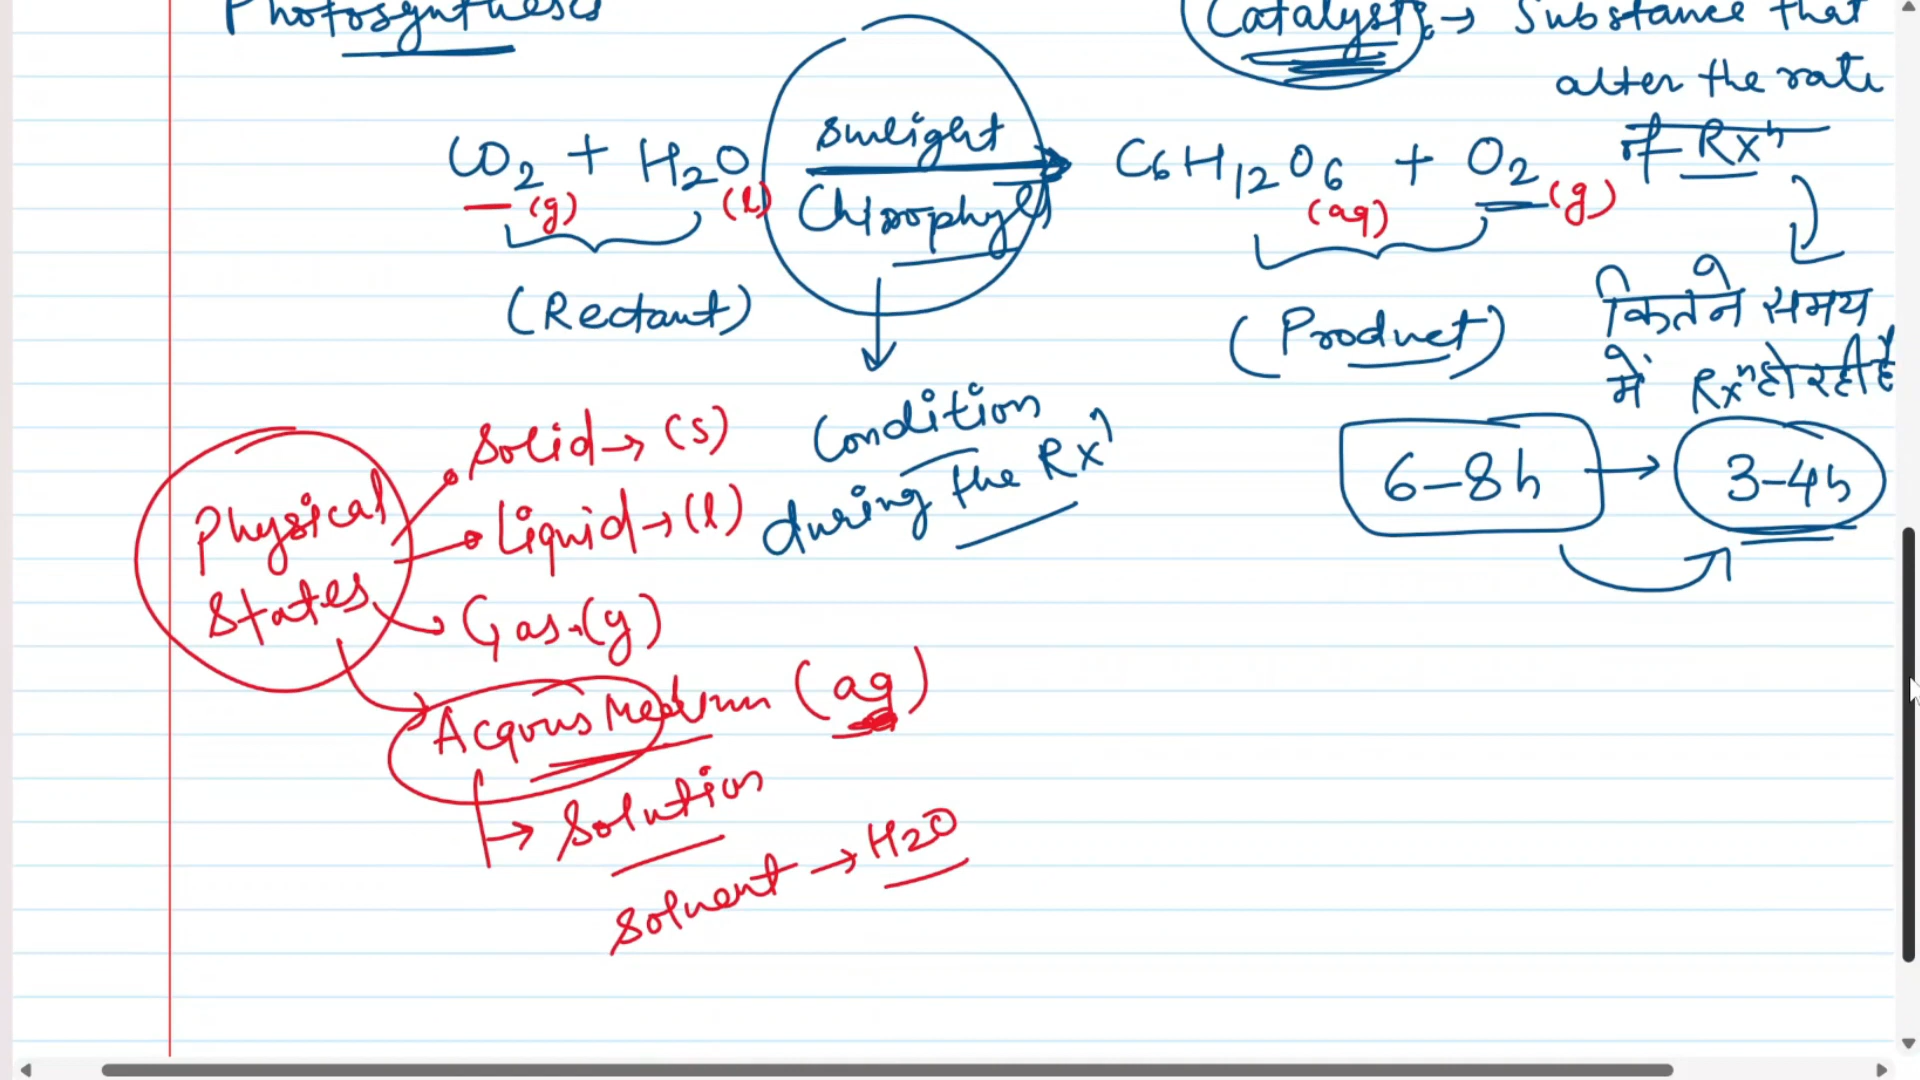 Photosynthesis
Catalyst :→ Substance that
alter the rate
of Rxⁿ
कितने समय
में Rxⁿ हो रही है
6–8h → 3–4h
CO2 + H2O
(g) (l)
Sunlight
Chlorophyll
C6H12O6 + O2
(aq) (g)
(Rectant)
(Product)
Condition
during the Rxⁿ
Physical
States
Solid → (s)
Liquid → (l)
Gas → (g)
Acqous Medium (aq)
→ Solution
Solvent → H2O